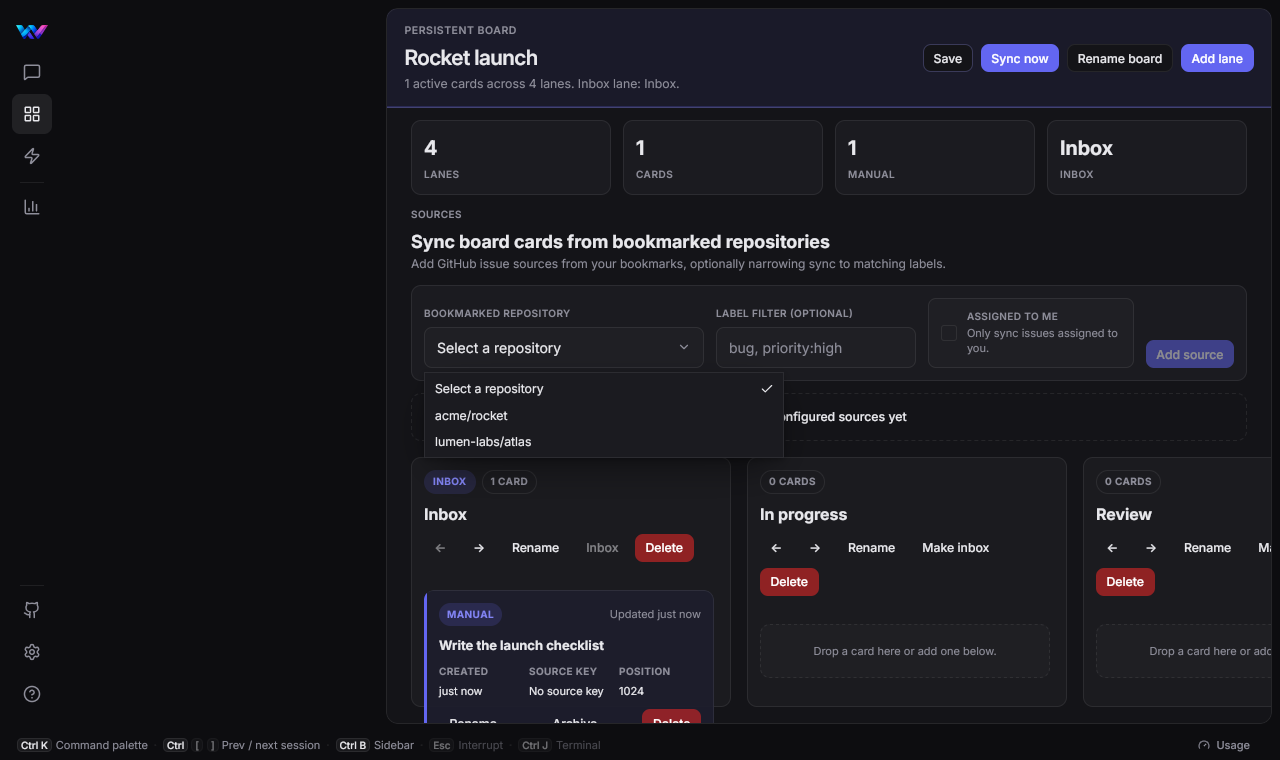 PERSISTENT BOARD
Rocket launch
1 active cards across 4 lanes. Inbox lane: Inbox.
Save
Sync now
Rename board
Add lane
4
LANES
1
CARDS
1
MANUAL
Inbox
INBOX
SOURCES
Sync board cards from bookmarked repositories
Add GitHub issue sources from your bookmarks, optionally narrowing sync to matching labels.
BOOKMARKED REPOSITORY
Select a repository
LABEL FILTER (OPTIONAL)
bug, priority:high
ASSIGNED TO ME
Only sync issues assigned to
you.
Add source
Select a repository
acme/rocket
lumen-labs/atlas
onfigured sources yet
INBOX
1 CARD
Inbox
← → Rename Inbox Delete
MANUAL
Updated just now
Write the launch checklist
CREATED SOURCE KEY POSITION
just now No source key 1024
Rename Archive Delete
0 CARDS
In progress
← → Rename Make inbox
Delete
Drop a card here or add one below.
0 CARDS
Review
← → Rename Ma
Delete
Drop a card here or add
Ctrl K Command palette · Ctrl [ ] Prev / next session · Ctrl B Sidebar · Esc Interrupt · Ctrl J Terminal
Usage